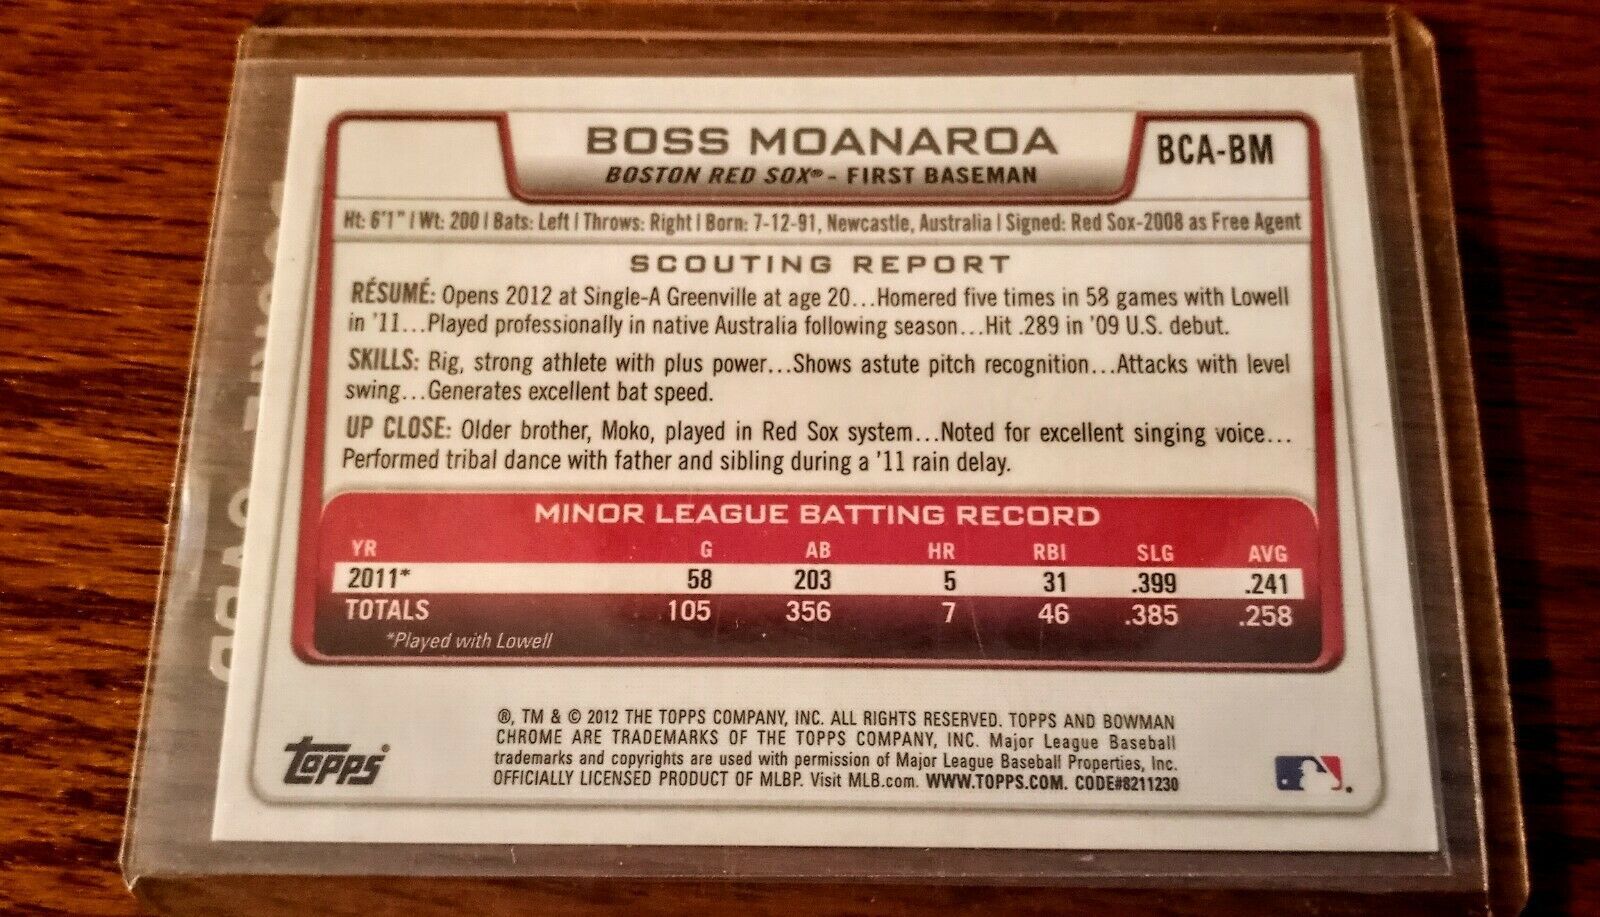 BOSS MOANAROA
BCA-BM
BOSTON RED SOX® - FIRST BASEMAN
Ht: 6'1" | Wt: 200 | Bats: Left | Throws: Right | Born: 7-12-91, Newcastle, Australia | Signed: Red Sox-2008 as Free Agent
SCOUTING REPORT
RÉSUMÉ: Opens 2012 at Single-A Greenville at age 20...Homered five times in 58 games with Lowell
in '11...Played professionally in native Australia following season...Hit .289 in '09 U.S. debut.
SKILLS: Big, strong athlete with plus power...Shows astute pitch recognition...Attacks with level
swing...Generates excellent bat speed.
UP CLOSE: Older brother, Moko, played in Red Sox system...Noted for excellent singing voice...
Performed tribal dance with father and sibling during a '11 rain delay.
MINOR LEAGUE BATTING RECORD
YR G AB HR RBI SLG AVG
2011* 58 203 5 31 .399 .241
TOTALS 105 356 7 46 .385 .258
*Played with Lowell
®, TM & © 2012 THE TOPPS COMPANY, INC. ALL RIGHTS RESERVED. TOPPS AND BOWMAN
CHROME ARE TRADEMARKS OF THE TOPPS COMPANY, INC. Major League Baseball
trademarks and copyrights are used with permission of Major League Baseball Properties, Inc.
OFFICIALLY LICENSED PRODUCT OF MLBP. Visit MLB.com. WWW.TOPPS.COM. CODE#8211230
topps®